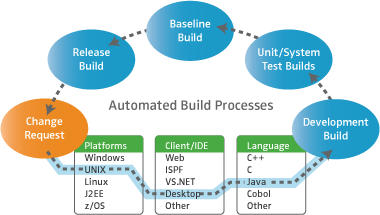 Baseline
Build
Release
Build
Unit/System
Test Builds
Automated Build Processes
Change
Request
Development
Build
Platforms
Windows
UNIX
Linux
J2EE
z/OS
Client/IDE
Web
ISPF
VS.NET
Desktop
Other
Language
C++
C
Java
Cobol
Other